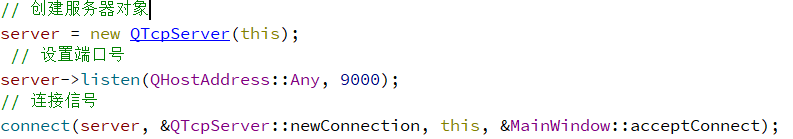 // 创建服务器对象
server = new QTcpServer(this);
// 设置端口号
server->listen(QHostAddress::Any, 9000);
// 连接信号
connect(server, &QTcpServer::newConnection, this, &MainWindow::acceptConnect);